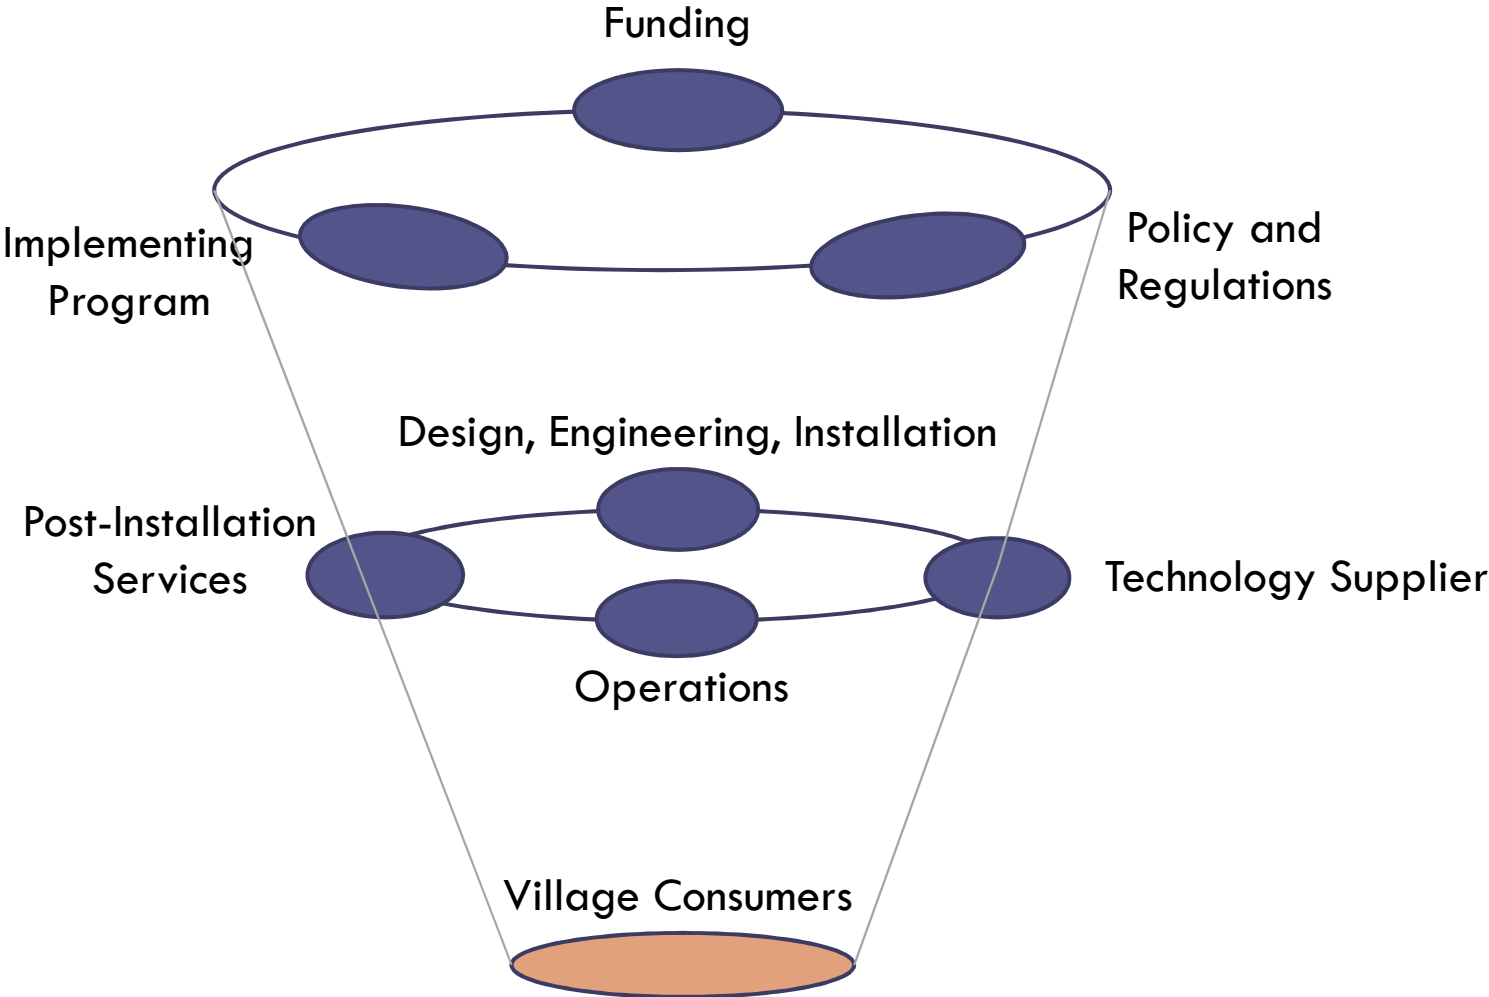 Funding
Implementing
Program
Policy and
Regulations
Design, Engineering, Installation
Post-Installation
Services
Technology Supplier
Operations
Village Consumers